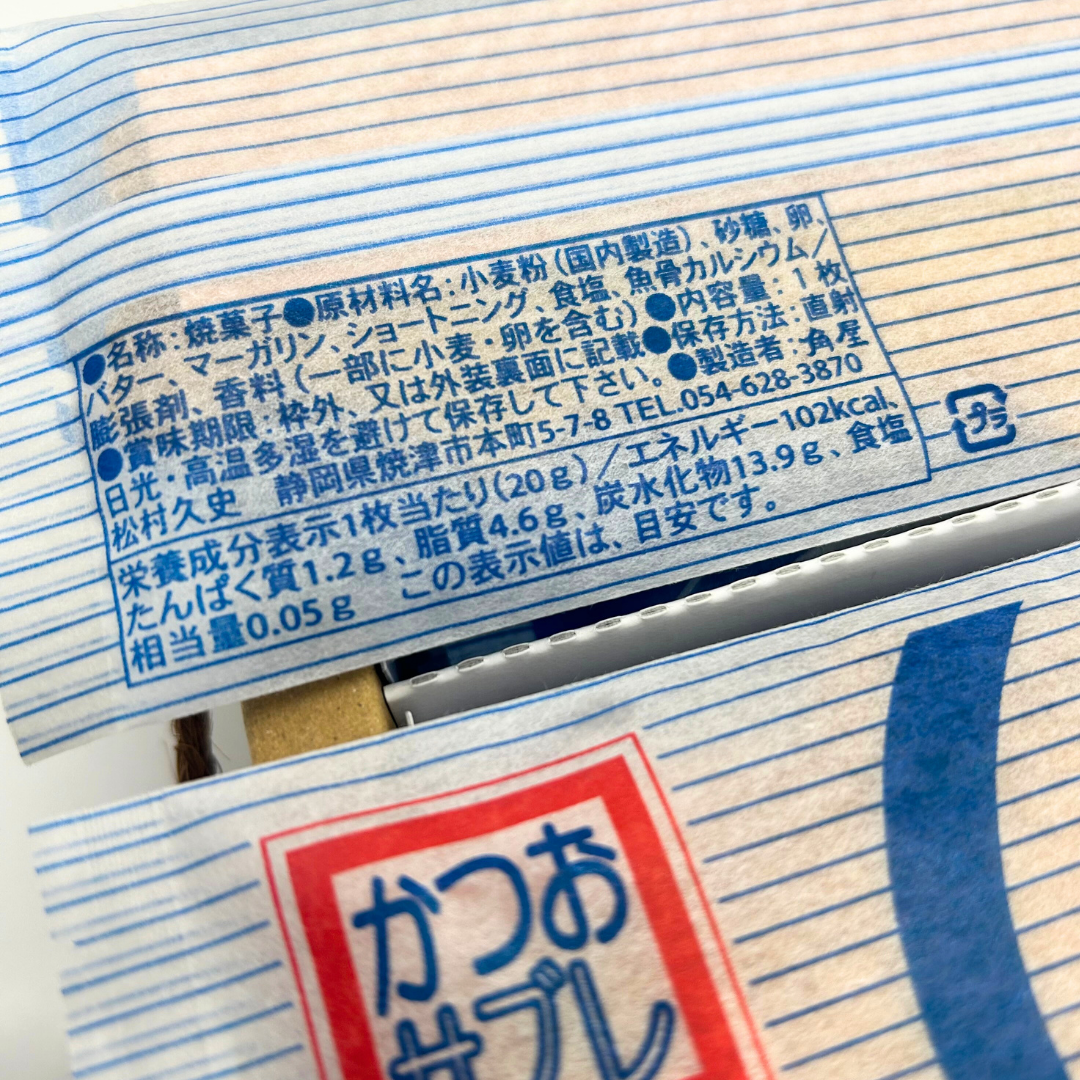 ●名称：焼菓子●原材料名：小麦粉（国内製造）、砂糖、卵、
バター、マーガリン、ショートニング、食塩、魚骨カルシウム／
膨張剤、香料（一部に小麦・卵を含む）●内容量：1枚
●賞味期限：枠外、又は外装裏面に記載●保存方法：直射
日光・高温多湿を避けて保存して下さい。●製造者：角屋
松村久史　静岡県焼津市本町5-7-8 TEL.054-628-3870
栄養成分表示1枚当たり（20g）／エネルギー102kcal、
たんぱく質1.2g、脂質4.6g、炭水化物13.9g、食塩
相当量0.05g　この表示値は、目安です。
プラ
かつお
サブレ